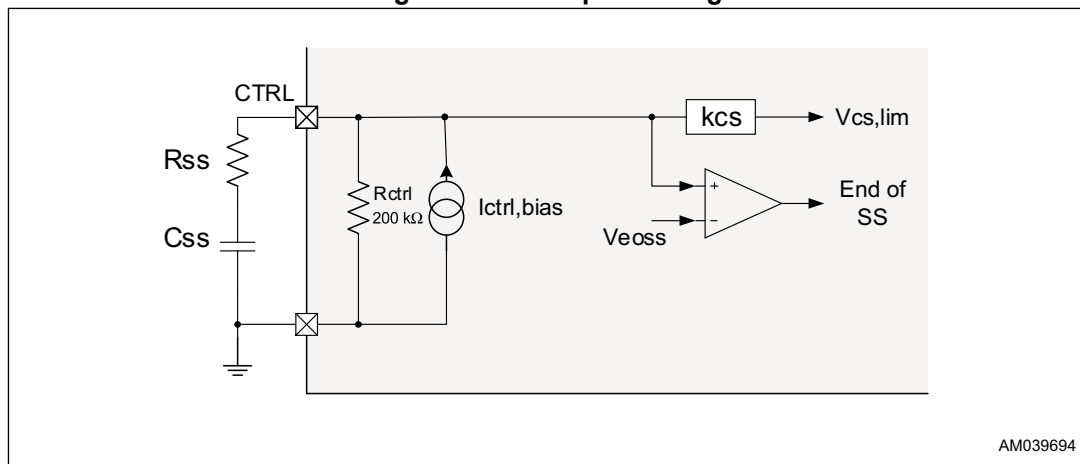 CTRL
kcs
Vcs,lim
Rss
Rctrl
200 kΩ
Ictrl,bias
End of
SS
+
-
Css
Veoss
AM039694